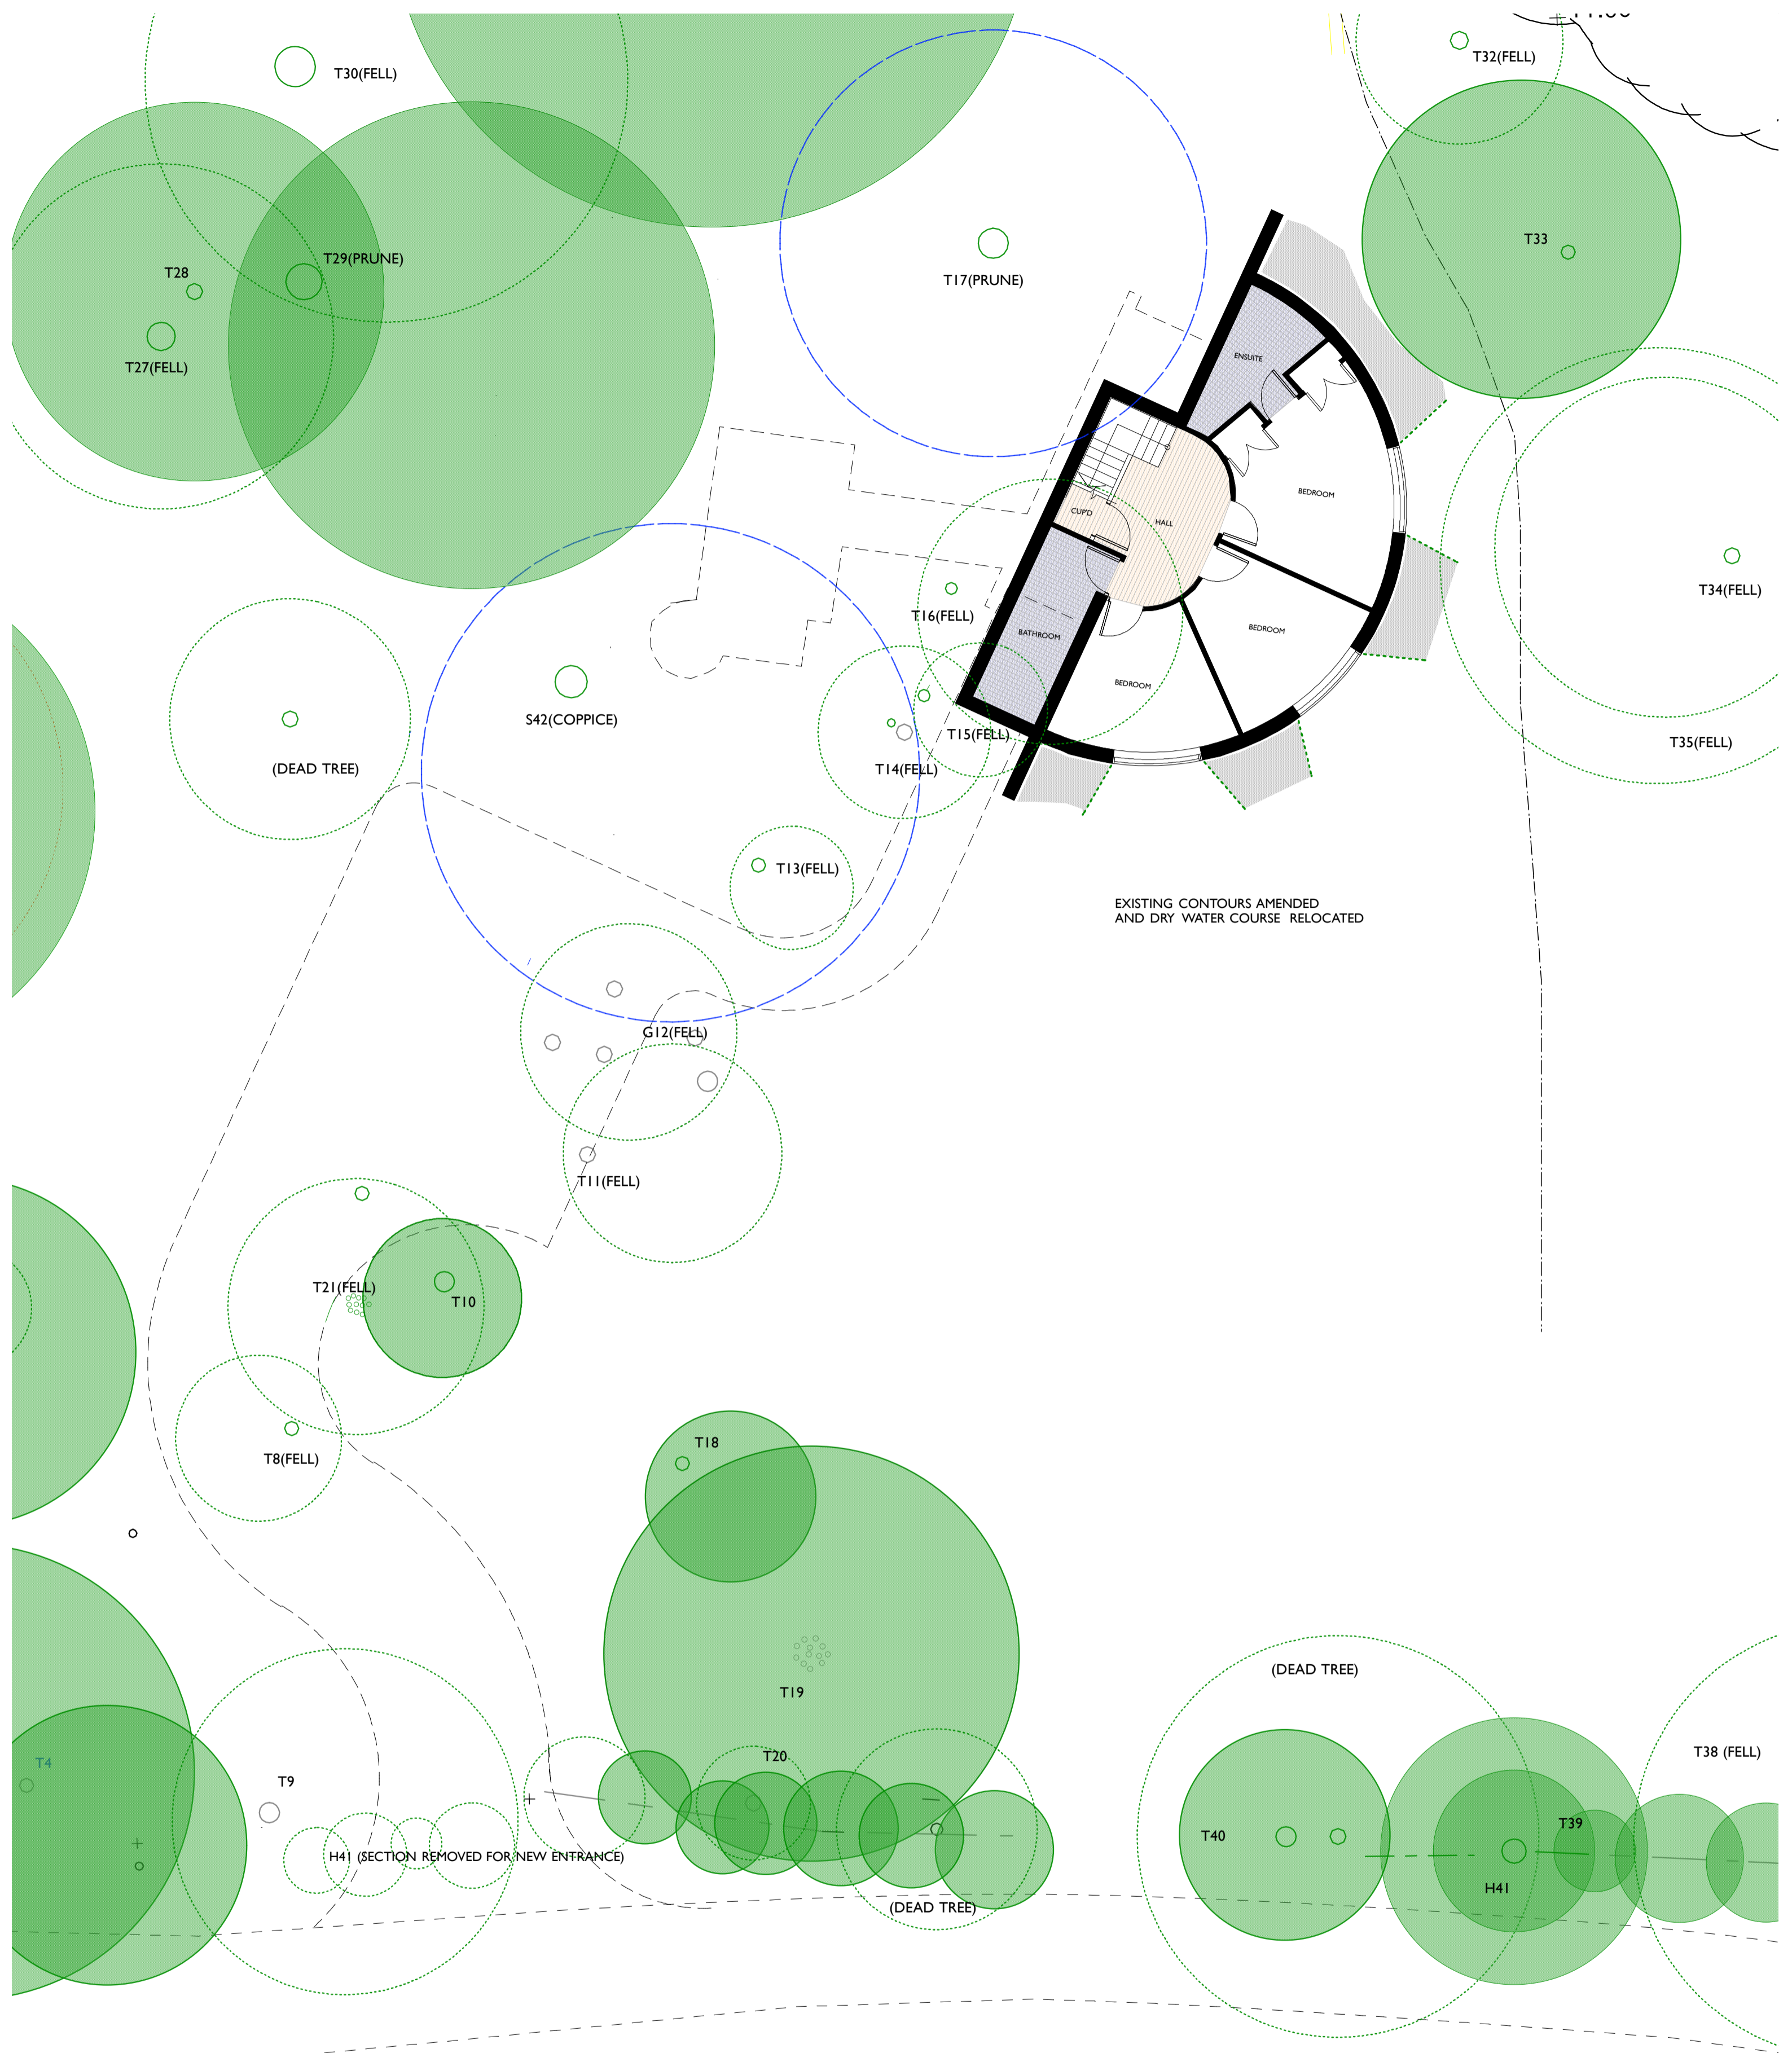 T30(FELL)
T32(FELL)
T28
T29(PRUNE)
T33
T17(PRUNE)
T27(FELL)
ENSUITE
BEDROOM
CUP'D
HALL
T34(FELL)
T16(FELL)
BATHROOM
BEDROOM
BEDROOM
S42(COPPICE)
T15(FELL)
T35(FELL)
(DEAD TREE)
T14(FELL)
T13(FELL)
EXISTING CONTOURS AMENDED
AND DRY WATER COURSE RELOCATED
G12(FELL)
T11(FELL)
T21(FELL)
T10
T18
T8(FELL)
(DEAD TREE)
T19
T38 (FELL)
T20
T4
T9
T39
T40
H41 (SECTION REMOVED FOR NEW ENTRANCE)
H41
(DEAD TREE)